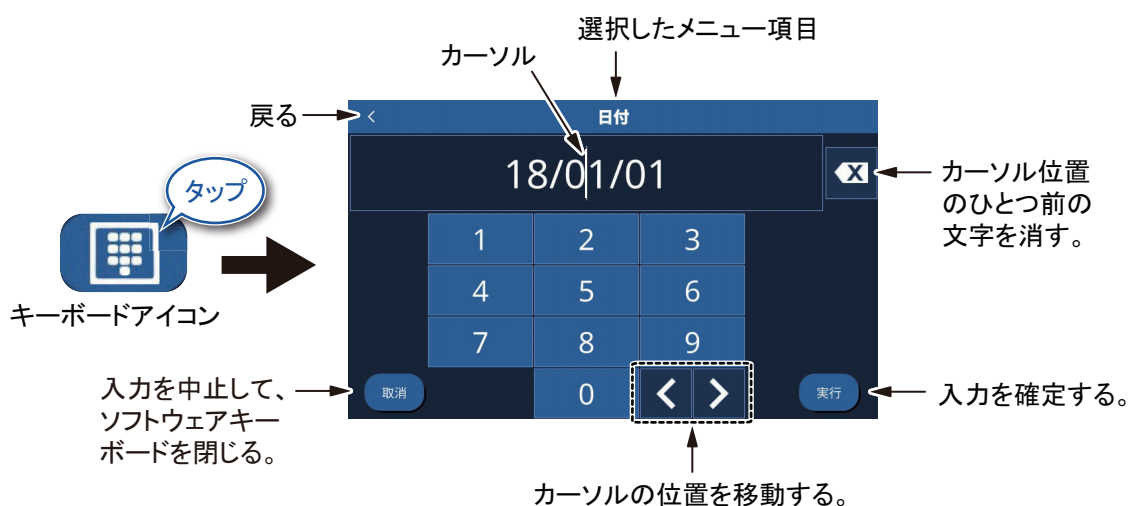 選択したメニュー項目
カーソル
戻る
<
日付
18/01/01
X
カーソル位置
のひとつ前の
文字を消す。
タップ
キーボードアイコン
1 2 3
4 5 6
7 8 9
取消 0 < > 実行
入力を中止して、
ソフトウェアキー
ボードを閉じる。
入力を確定する。
カーソルの位置を移動する。